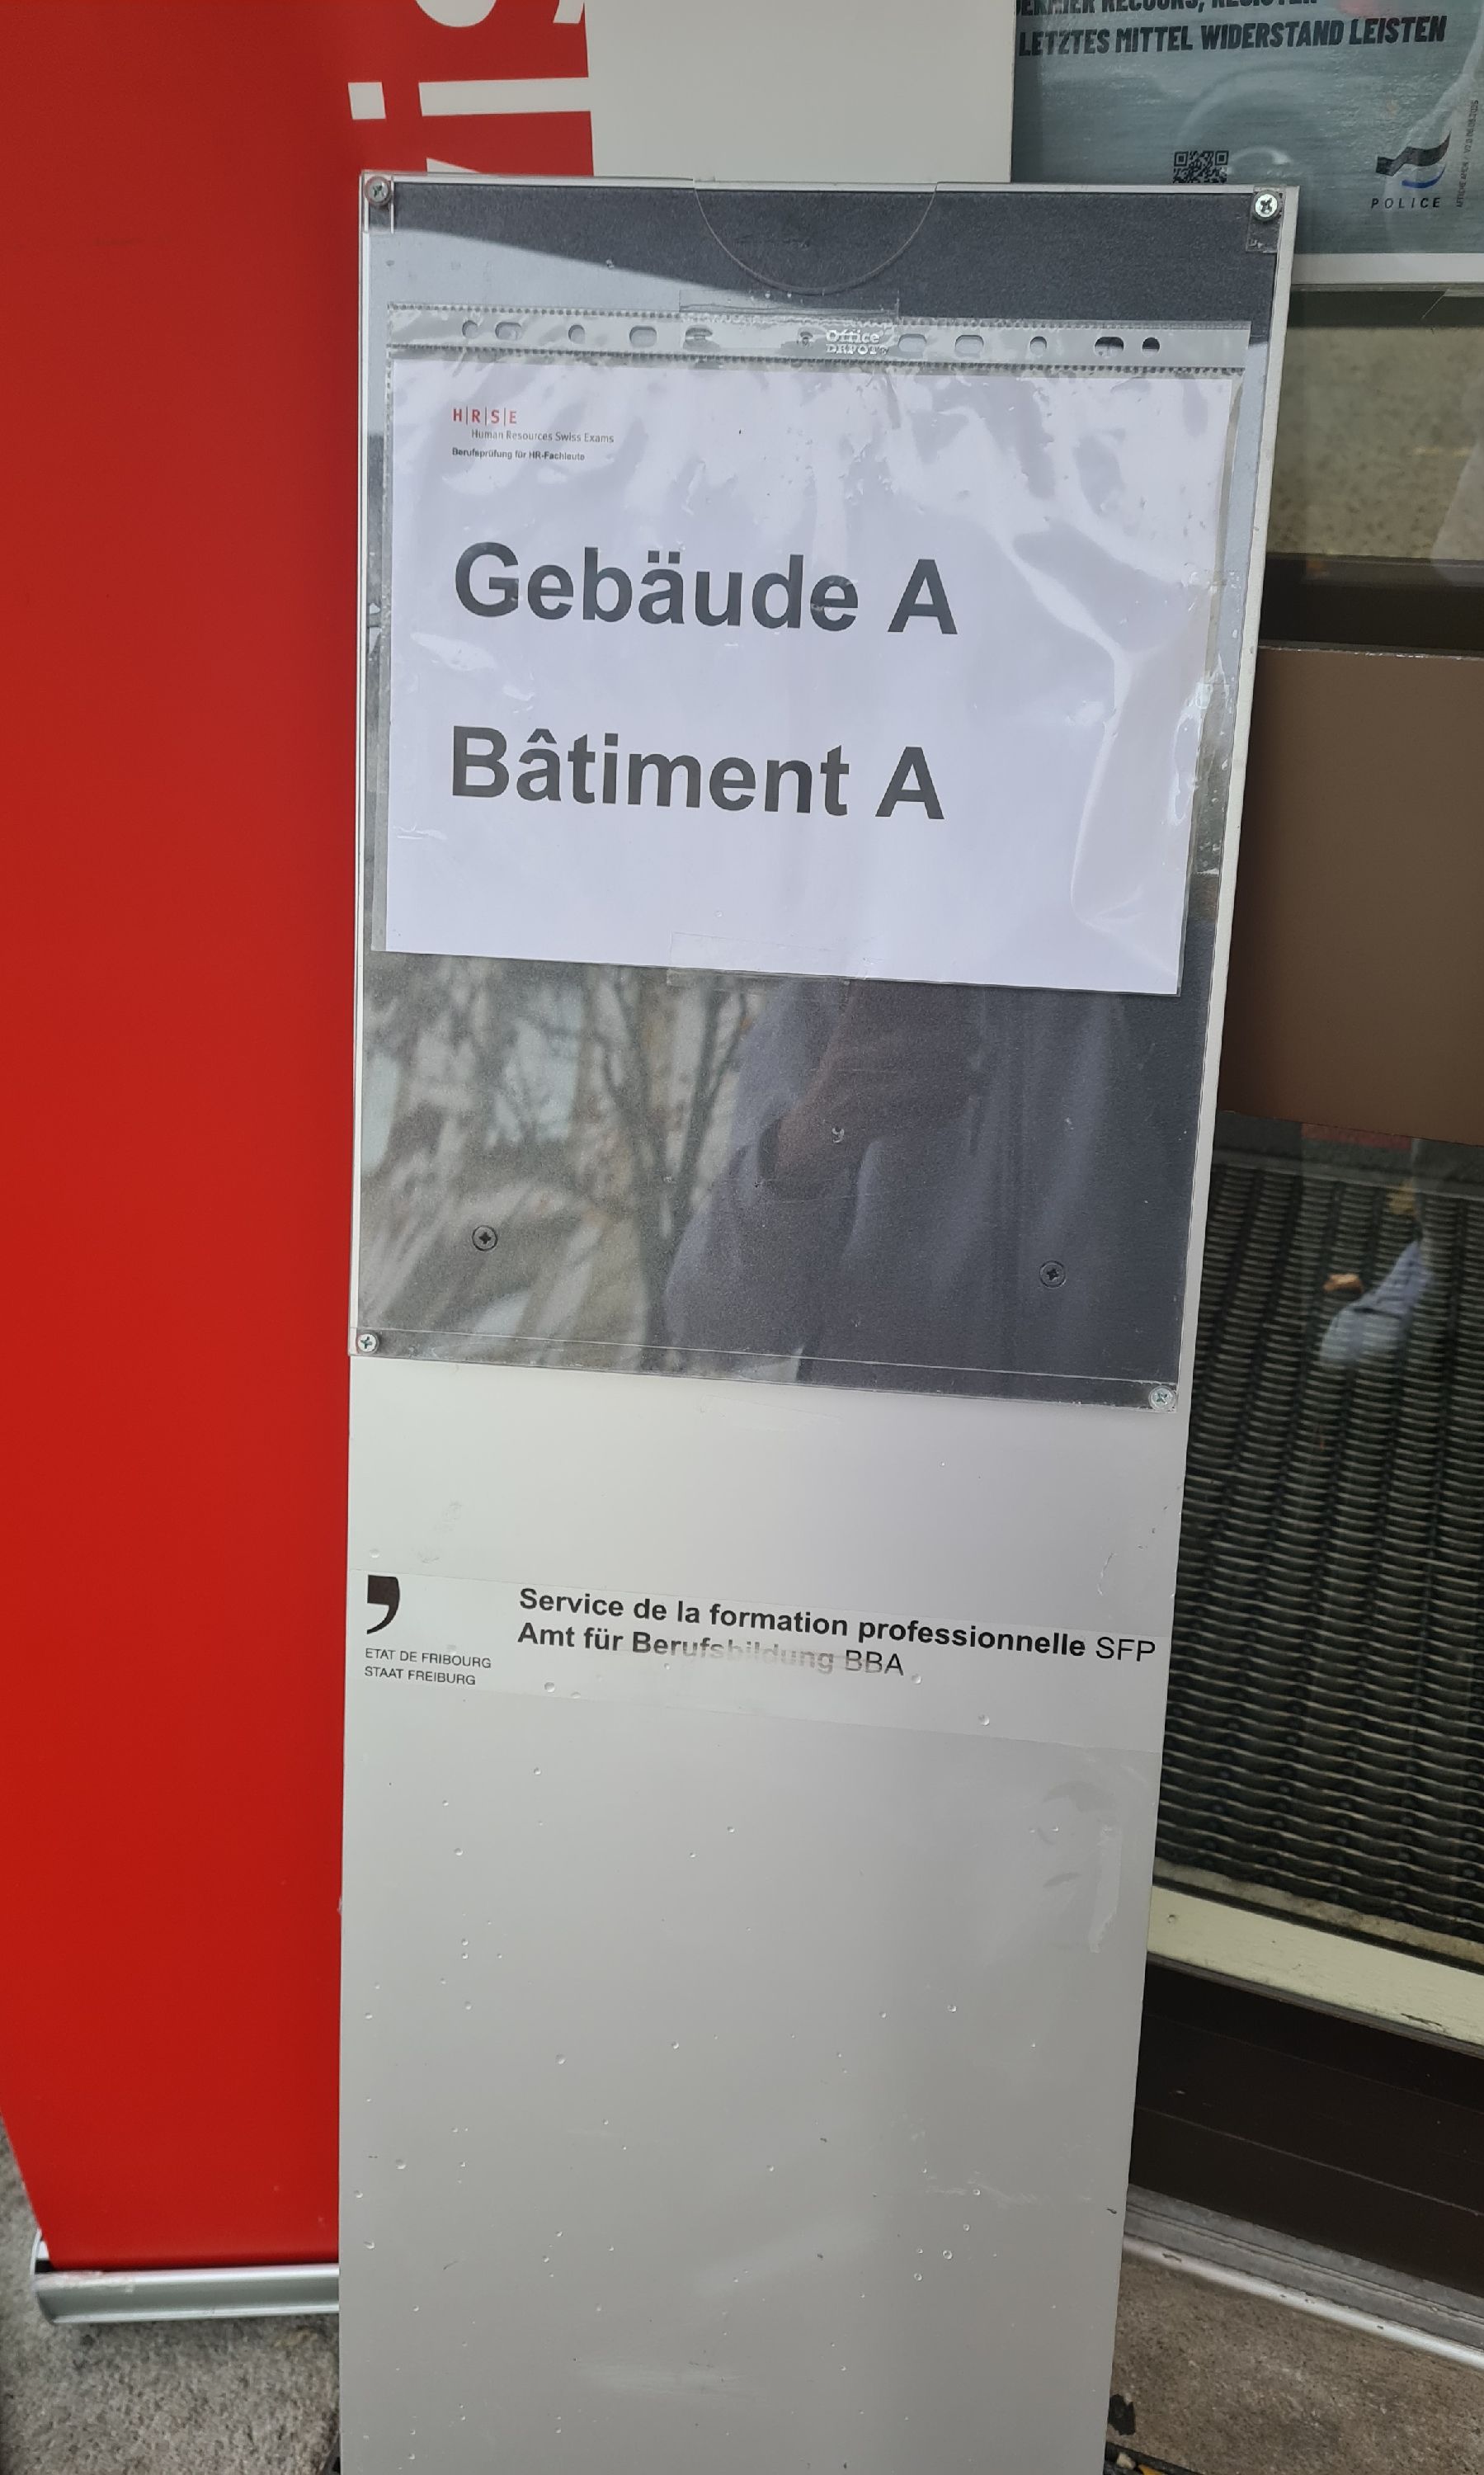 LETZTES MITTEL WIDERSTAND LEISTEN
POLICE
Office
DEPOT
H|R|S|E
Human Resources Swiss Exams
Berufsprüfung für HR-Fachleute
Gebäude A
Bâtiment A
ETAT DE FRIBOURG
STAAT FREIBURG
Service de la formation professionnelle SFP
Amt für Berufsbildung BBA